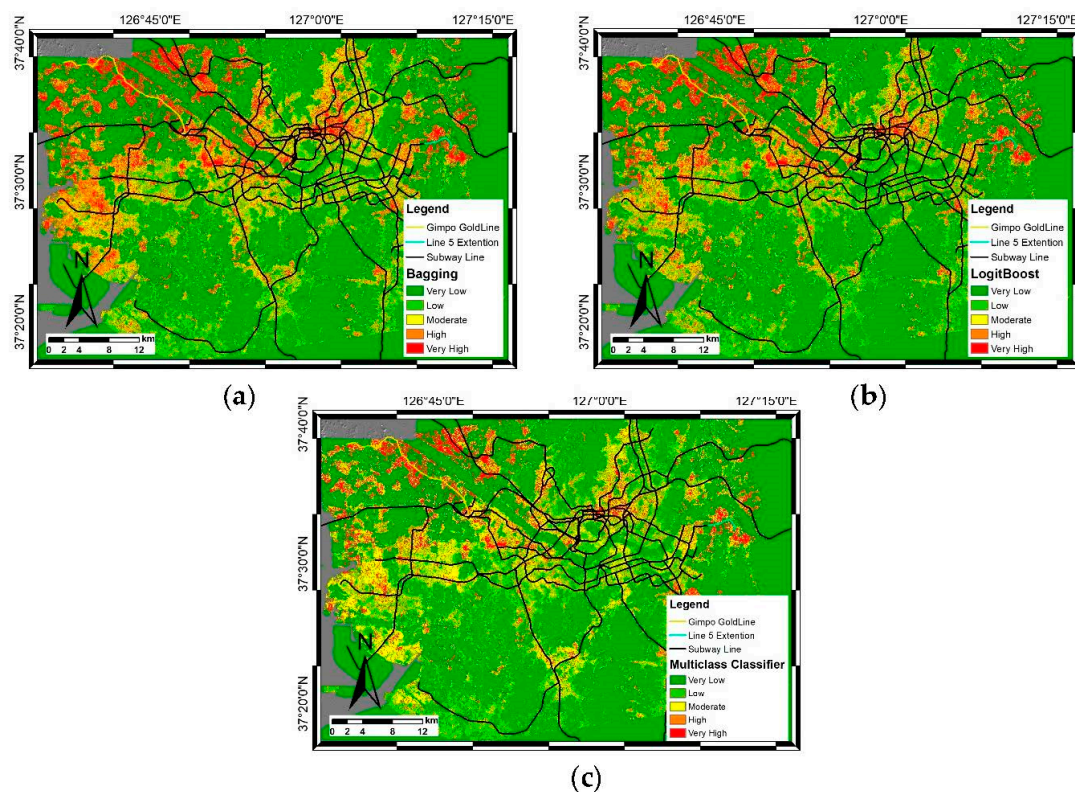 126°45'0"E 127°0'0"E 127°15'0"E
37°40'0"N
37°30'0"N
37°20'0"N
Legend
Gimpo GoldLine
Line 5 Extention
Subway Line
Bagging
Very Low
Low
Moderate
High
Very High
N
km
0 2 4 8 12
(a)
126°45'0"E 127°0'0"E 127°15'0"E
37°40'0"N
37°30'0"N
37°20'0"N
Legend
Gimpo GoldLine
Line 5 Extention
Subway Line
LogitBoost
Very Low
Low
Moderate
High
Very High
N
km
0 2 4 8 12
(b)
126°45'0"E 127°0'0"E 127°15'0"E
37°40'0"N
37°30'0"N
37°20'0"N
Legend
Gimpo GoldLine
Line 5 Extention
Subway Line
Multiclass Classifier
Very Low
Low
Moderate
High
Very High
N
km
0 2 4 8 12
(c)